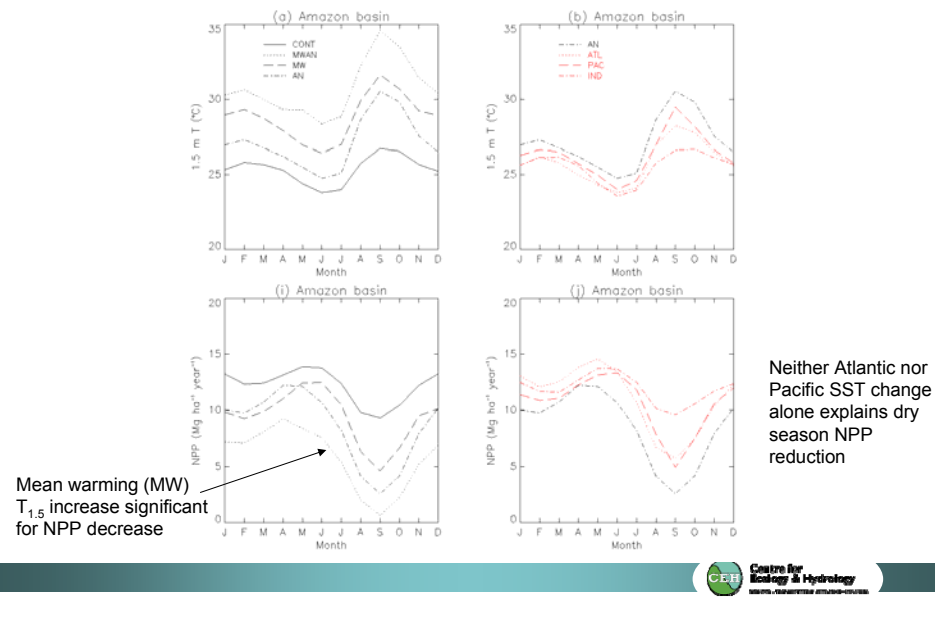 (a) Amazon basin
35
30
25
20
1.5 m T (°C)
CONT
MWAN
MW
AN
J F M A M J J A S O N D
Month
(b) Amazon basin
35
30
25
20
1.5 m T (°C)
AN
ATL
PAC
IND
J F M A M J J A S O N D
Month
(i) Amazon basin
20
15
10
5
0
NPP (Mg ha⁻¹ year⁻¹)
J F M A M J J A S O N D
Month
(j) Amazon basin
20
15
10
5
0
NPP (Mg ha⁻¹ year⁻¹)
J F M A M J J A S O N D
Month
Neither Atlantic nor
Pacific SST change
alone explains dry
season NPP
reduction
Mean warming (MW)
T₁.₅ increase significant
for NPP decrease
CEH
Centre for
Ecology & Hydrology